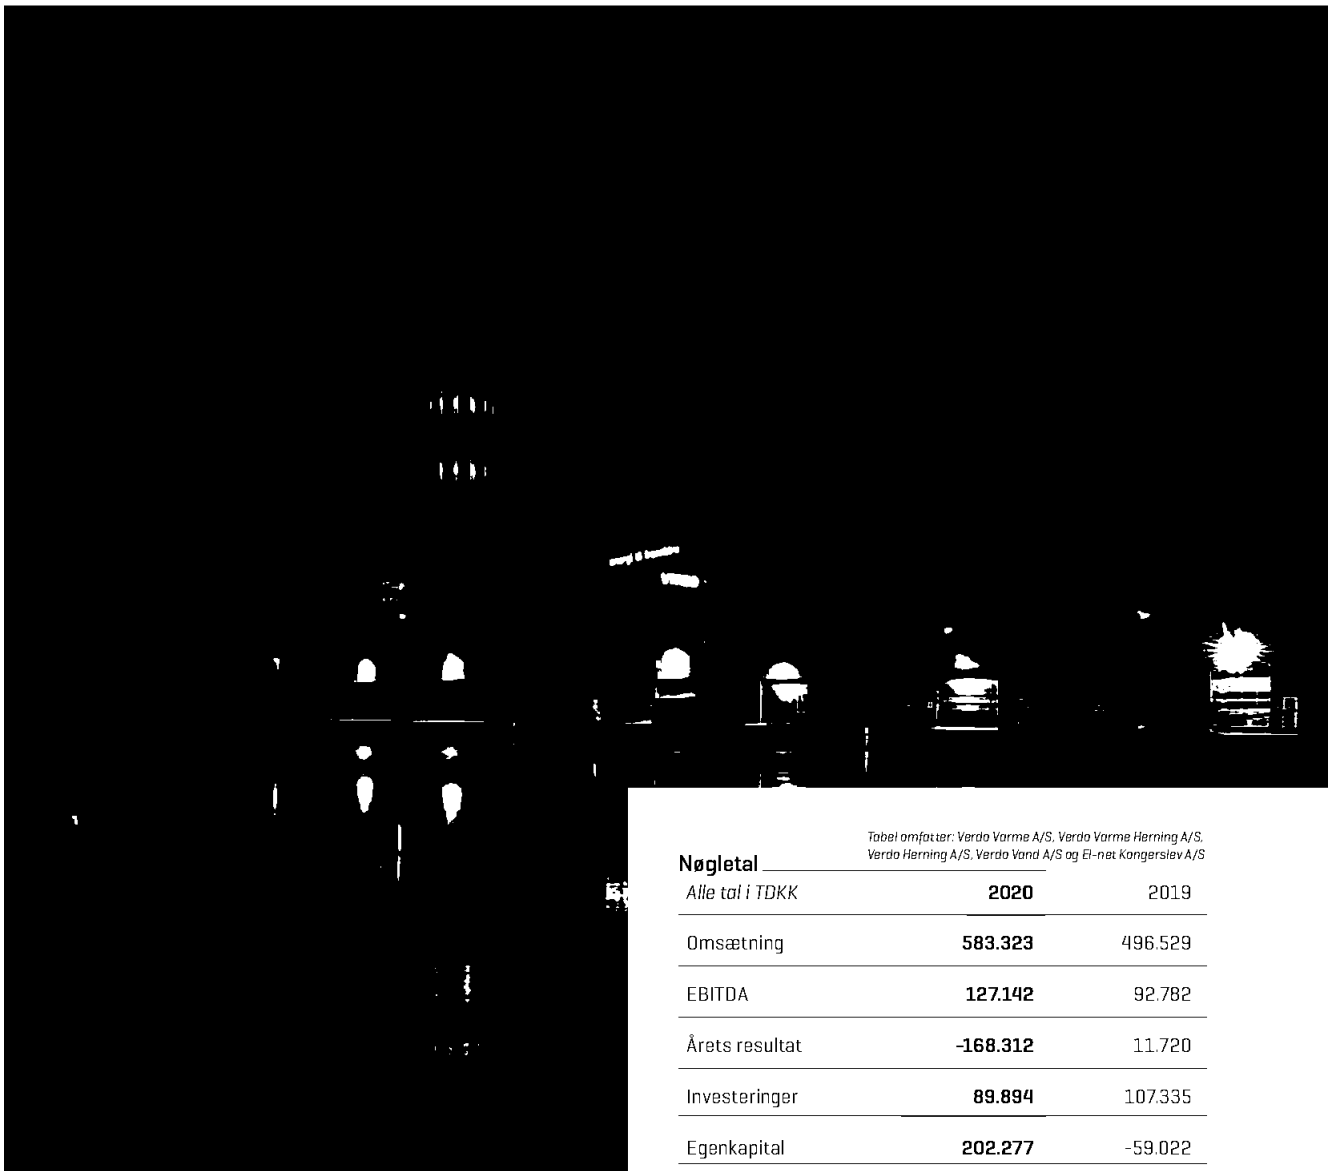 Tabel omfatter: Verdo Varme A/S, Verdo Varme Herning A/S,
Verdo Herning A/S, Verdo Vand A/S og El-net Kongerslev A/S
Nøgletal
Alle tal i TDKK 2020 2019
Omsætning 583.323 496.529
EBITDA 127.142 92.782
Årets resultat -168.312 11.720
Investeringer 89.894 107.335
Egenkapital 202.277 -59.022